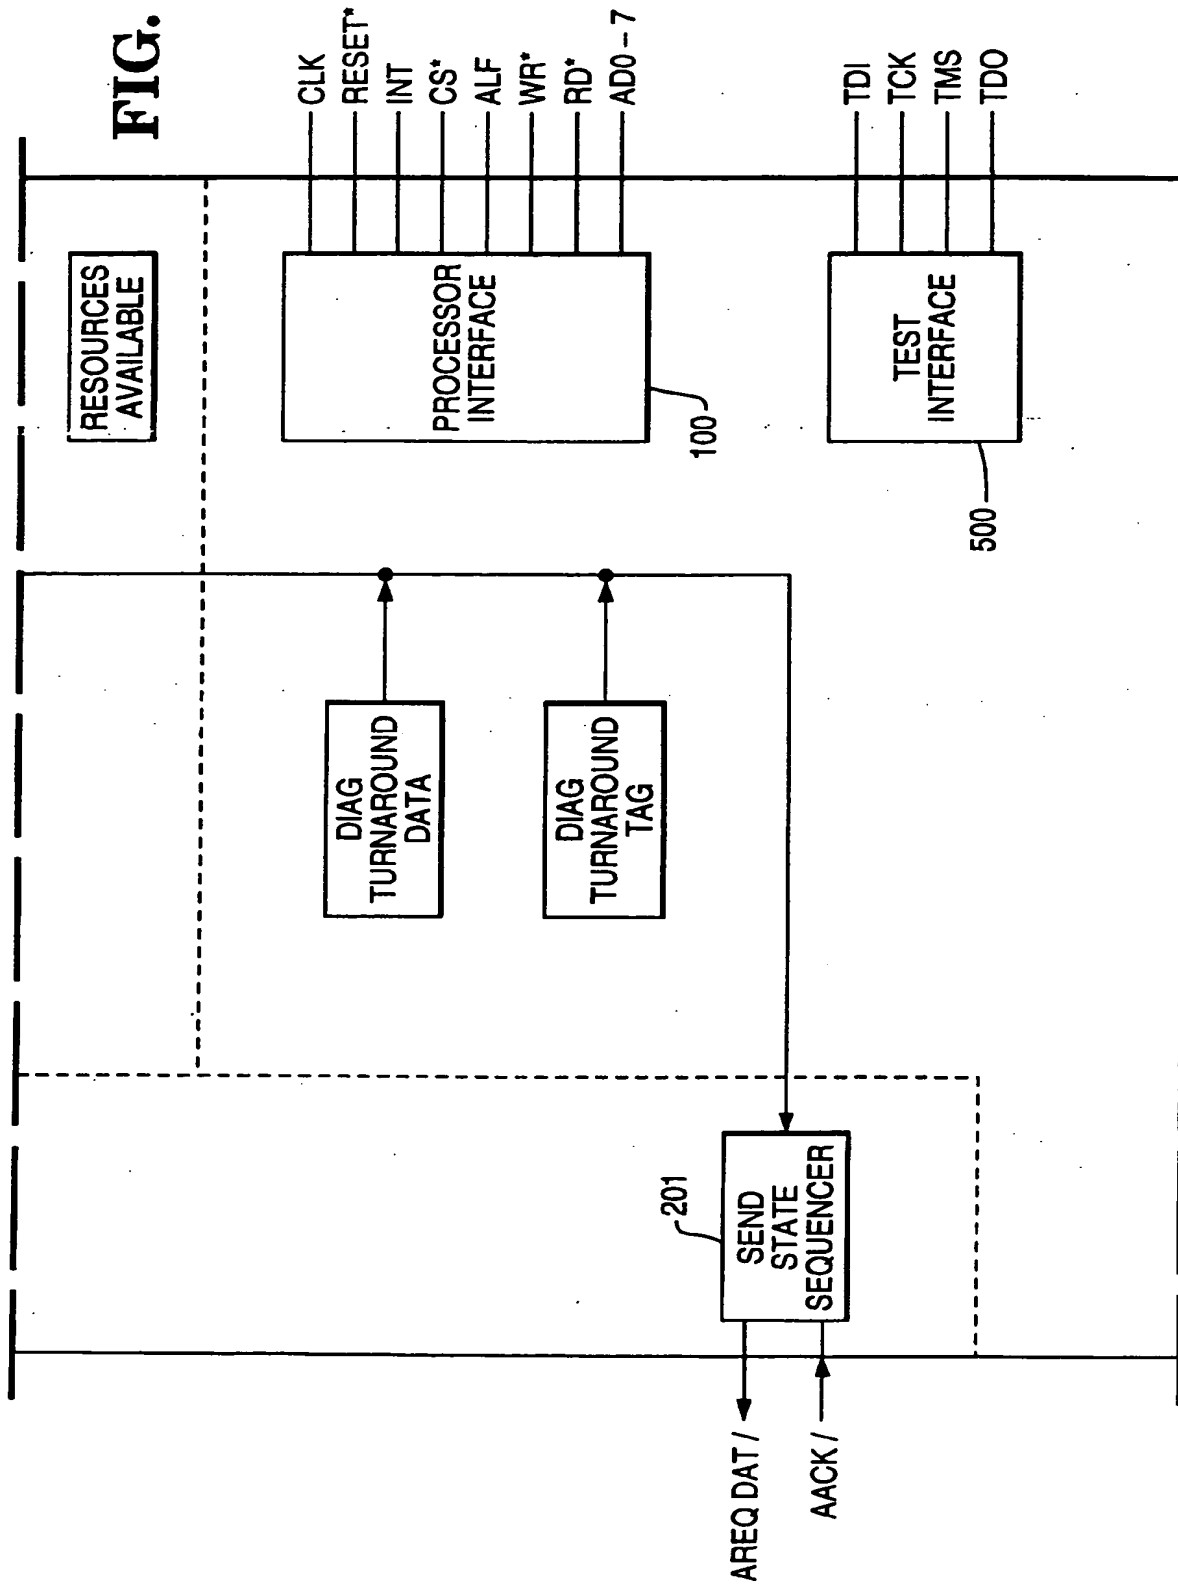 FIG.
RESOURCES
AVAILABLE
CLK
RESET*
INT
CS*
ALF
WR*
RD*
AD0-7
PROCESSOR
INTERFACE
100
TDI
TCK
TMS
TDO
TEST
INTERFACE
500
DIAG
TURNAROUND
DATA
DIAG
TURNAROUND
TAG
201
SEND
STATE
SEQUENCER
AREQ DAT /
AACK /